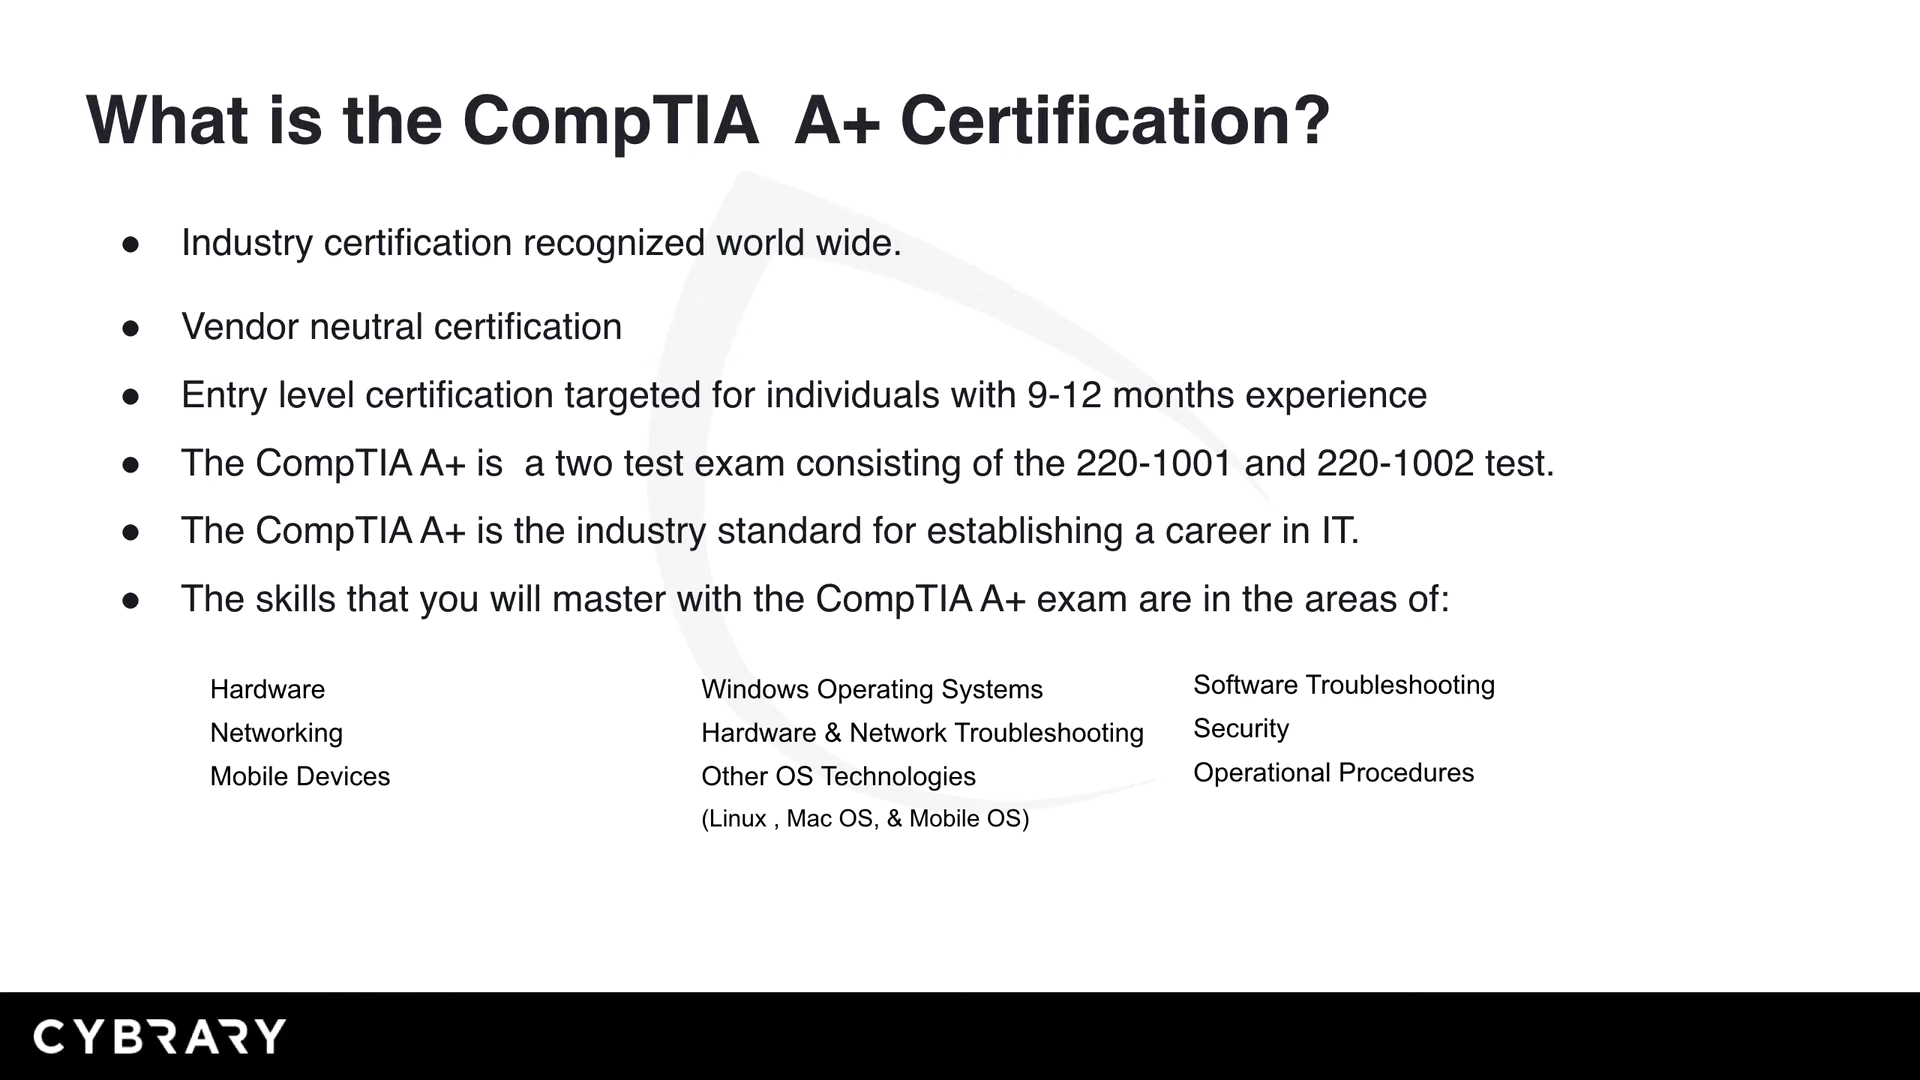 What is the CompTIA  A+ Certification?
● Industry certification recognized world wide.
● Vendor neutral certification
● Entry level certification targeted for individuals with 9-12 months experience
● The CompTIA A+ is  a two test exam consisting of the 220-1001 and 220-1002 test.
● The CompTIA A+ is the industry standard for establishing a career in IT.
● The skills that you will master with the CompTIA A+ exam are in the areas of:
Hardware
Networking
Mobile Devices
Windows Operating Systems
Hardware & Network Troubleshooting
Other OS Technologies
(Linux , Mac OS, & Mobile OS)
Software Troubleshooting
Security
Operational Procedures
CYBRARY